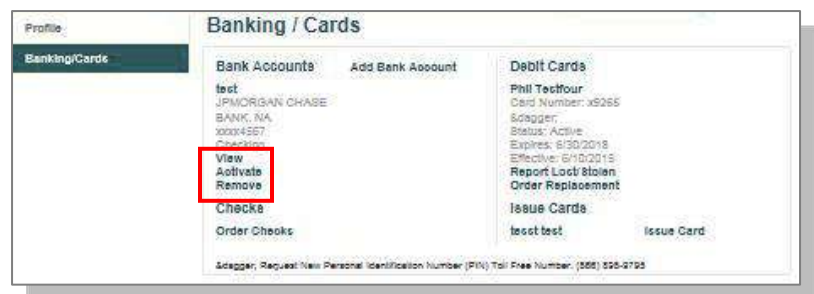 Profile
Banking/Cards
Banking / Cards
Bank Accounts Add Bank Account
test
JPMORGAN CHASE
BANK, NA
xxxx4567
Checking
View
Activate
Remove
Checks
Order Checks
Debit Cards
Phil Testfour
Card Number: x9265
&dagger;
Status: Active
Expires: 6/30/2018
Effective: 6/10/2015
Report Lost/Stolen
Order Replacement
Issue Cards
tesst test Issue Card
&dagger; Request New Personal Identification Number (PIN) Toll Free Number: